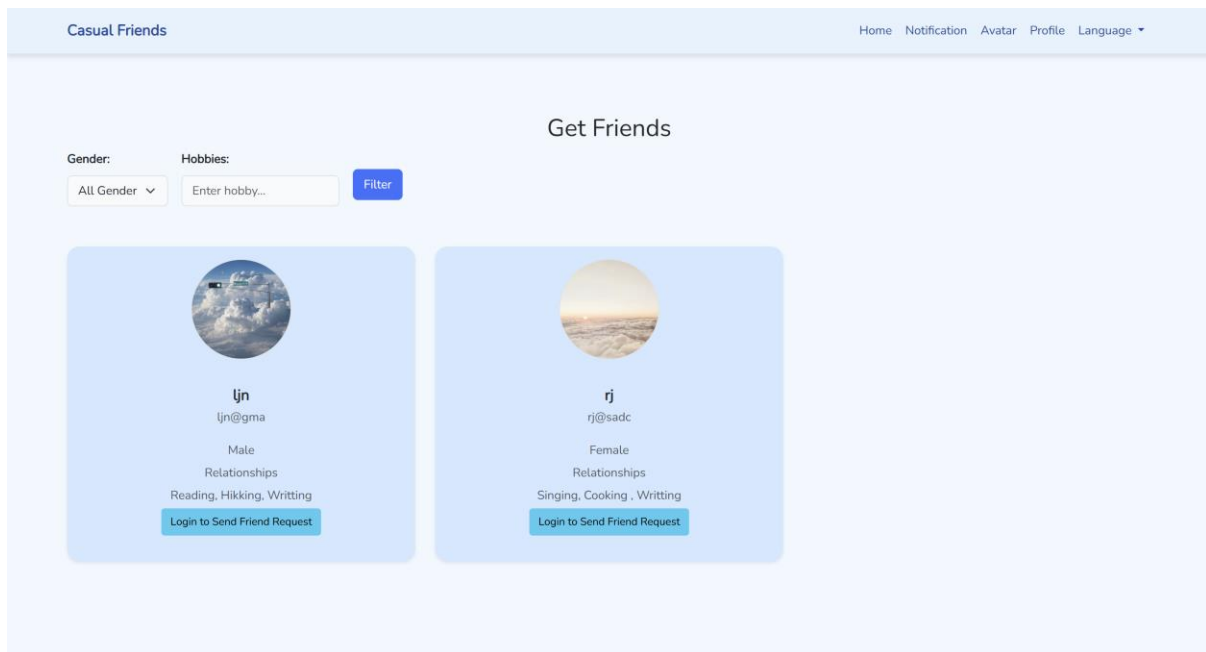 Casual Friends
Home Notification Avatar Profile Language
Get Friends
Gender: Hobbies:
All Gender Enter hobby... Filter
ljn
ljn@gma
Male
Relationships
Reading, Hikking, Writting
Login to Send Friend Request
rj
rj@sadc
Female
Relationships
Singing, Cooking , Writting
Login to Send Friend Request